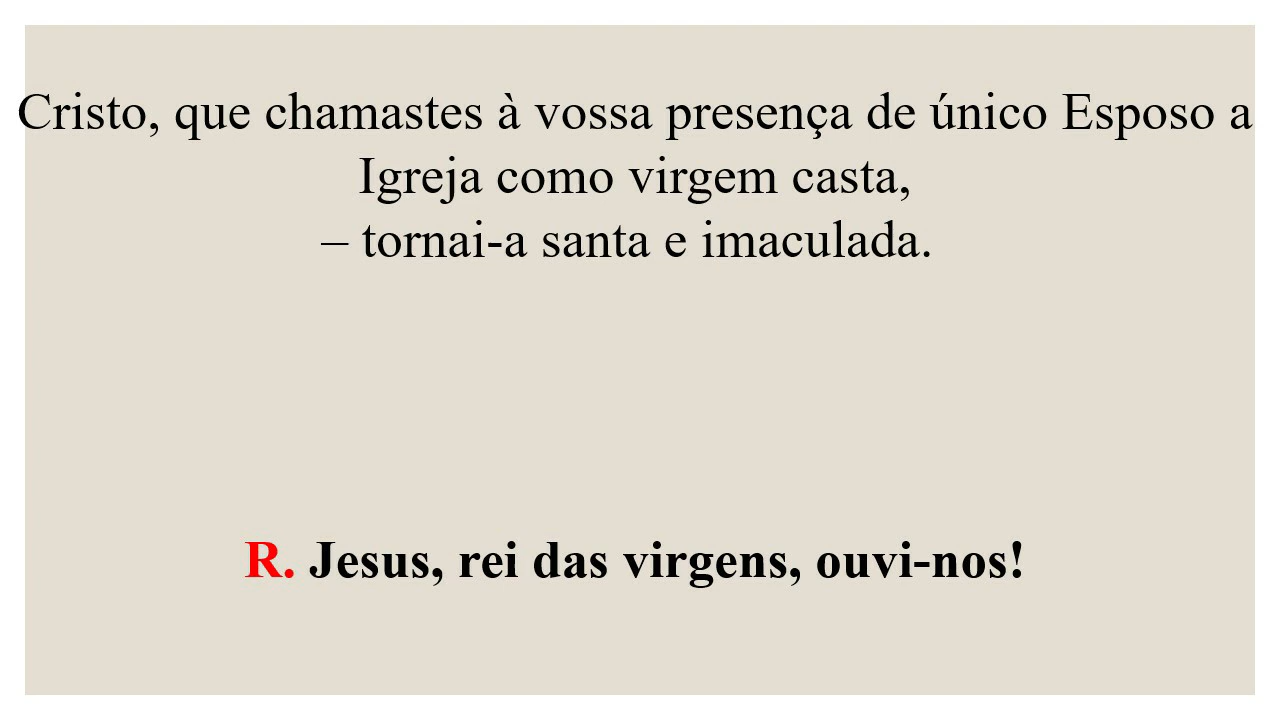 Cristo, que chamastes à vossa presença de único Esposo a
Igreja como virgem casta,
– tornai-a santa e imaculada.
R. Jesus, rei das virgens, ouvi-nos!